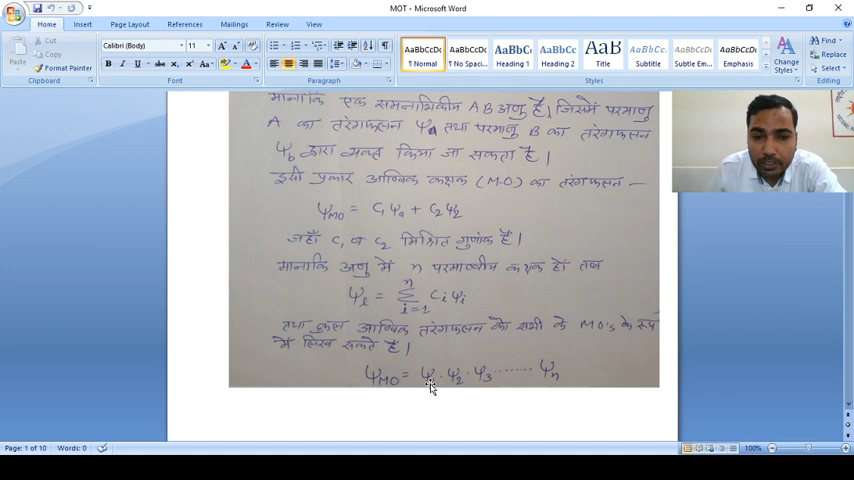 MOT - Microsoft Word
Home Insert Page Layout References Mailings Review View
Cut
Copy
Format Painter
Paste
Clipboard
Calibri (Body) 11
Font
Paragraph
AaBbCcDc AaBbCcDc AaBbCc AaBbCc AaB AaBbCc. AaBbCcDc AaBbCcDc
¶ Normal ¶ No Spaci... Heading 1 Heading 2 Title Subtitle Subtle Em... Emphasis
Change Styles
Styles
Find
Replace
Select
Editing
मानाकि एक समनाभिकीय AB अणु है, जिसमें परमाणु
A का तरंगफलन Ψa तथा परमाणु B का तरंगफलन
Ψb द्वारा व्यक्त किया जा सकता है।
इसी प्रकार आण्विक कक्षक (M.O) का तरंगफलन —
ΨMO = C₁Ψa + C₂Ψ2
जहाँ C₁ व C₂ मिश्रित गुणांक है।
मानाकि अणु में n परमाण्वीय कक्षक हों तब
Ψl = Σ(i=1 → n) Ci Ψi
तथा कुल आण्विक तरंगफलन को सभी के MO's के रूप
में लिख सकते है।
ΨMO = Ψ₁ · Ψ₂ · Ψ₃ ........ Ψn
Page: 1 of 10 Words: 0 100%